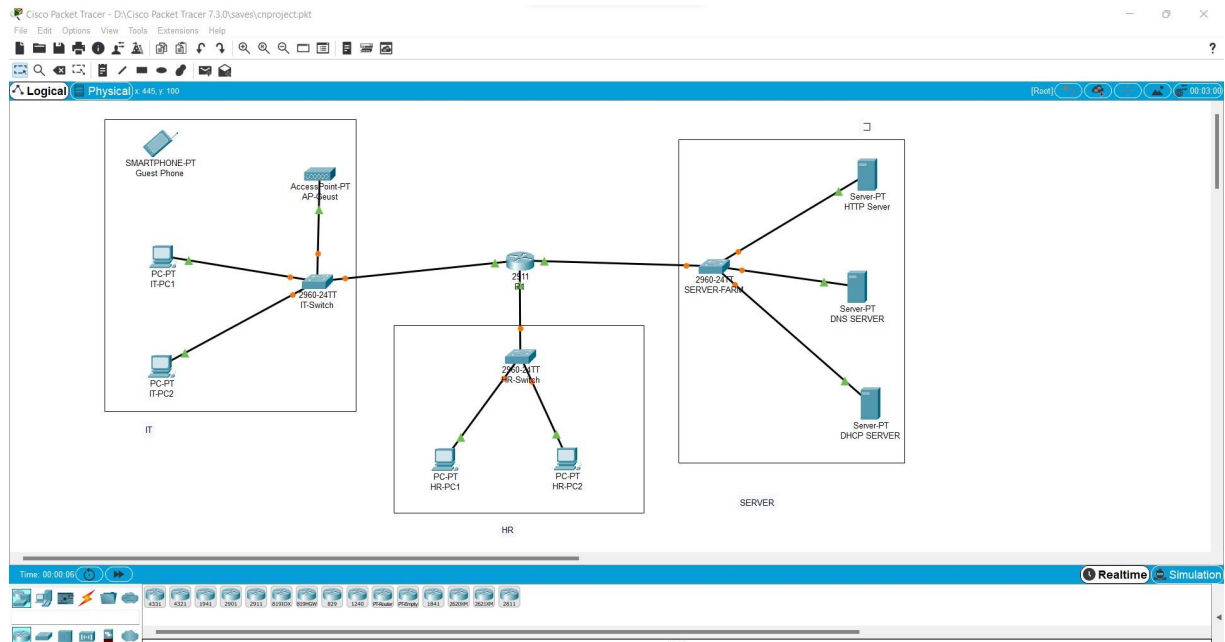 Cisco Packet Tracer - D:\Cisco Packet Tracer 7.3.0\saves\cnproject.pkt
File Edit Options View Tools Extensions Help
?
Logical Physical x: 445, y: 100
[Root] 00:03:00
SMARTPHONE-PT
Guest Phone
AccessPoint-PT
AP-Geust
PC-PT
IT-PC1
2960-24TT
IT-Switch
PC-PT
IT-PC2
IT
2911
R1
2960-24TT
HR-Switch
PC-PT
HR-PC1
PC-PT
HR-PC2
HR
Server-PT
HTTP Server
2960-24TT
SERVER-FARM
Server-PT
DNS SERVER
Server-PT
DHCP SERVER
SERVER
Time: 00:00:06
Realtime Simulation
4331 4321 1941 2901 2911 819IOX 819HGW 829 1240 PT-Router PT-Empty 1841 2620XM 2621XM 2811